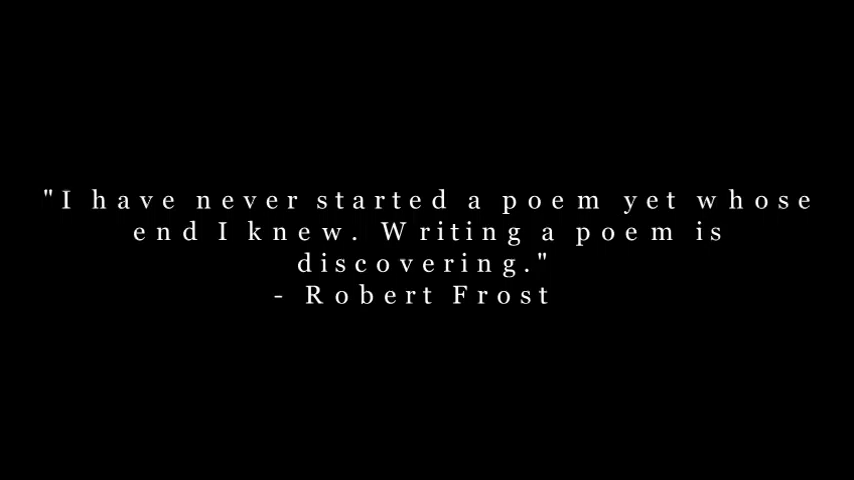 "I have never started a poem yet whose
end I knew. Writing a poem is
discovering."
- Robert Frost